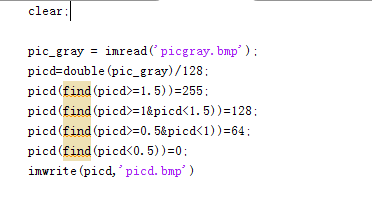 clear;
pic_gray = imread('picgray.bmp');
picd=double(pic_gray)/128;
picd(find(picd>=1.5))=255;
picd(find(picd>=1&picd<1.5))=128;
picd(find(picd>=0.5&picd<1))=64;
picd(find(picd<0.5))=0;
imwrite(picd,'picd.bmp')